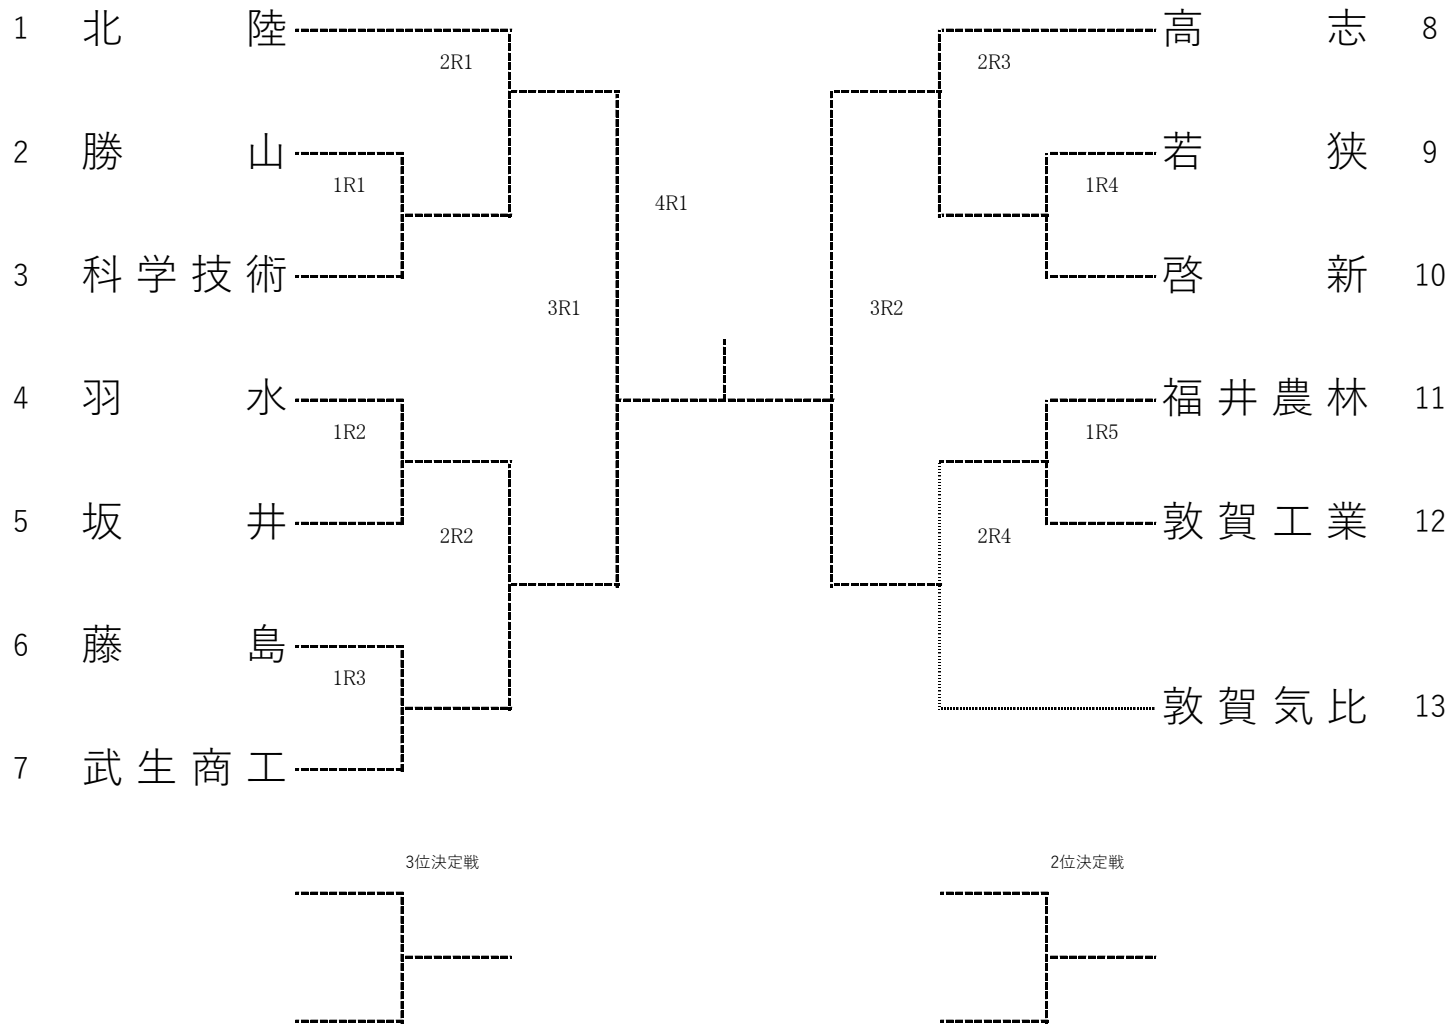 1 北陸
2R1
2 勝山
1R1
3 科学技術
4 羽水
1R2
5 坂井
2R2
6 藤島
1R3
7 武生商工
3R1
4R1
3R2
高志 8
2R3
若狭 9
1R4
啓新 10
福井農林 11
1R5
敦賀工業 12
2R4
敦賀気比 13
3位決定戦
2位決定戦